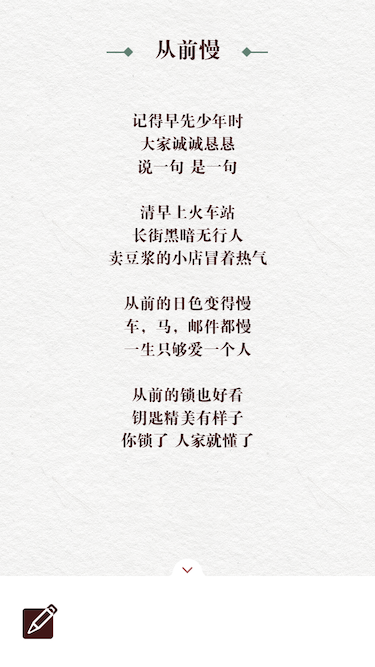 从前慢
记得早先少年时
大家诚诚恳恳
说一句 是一句
清早上火车站
长街黑暗无行人
卖豆浆的小店冒着热气
从前的日色变得慢
车，马，邮件都慢
一生只够爱一个人
从前的锁也好看
钥匙精美有样子
你锁了 人家就懂了